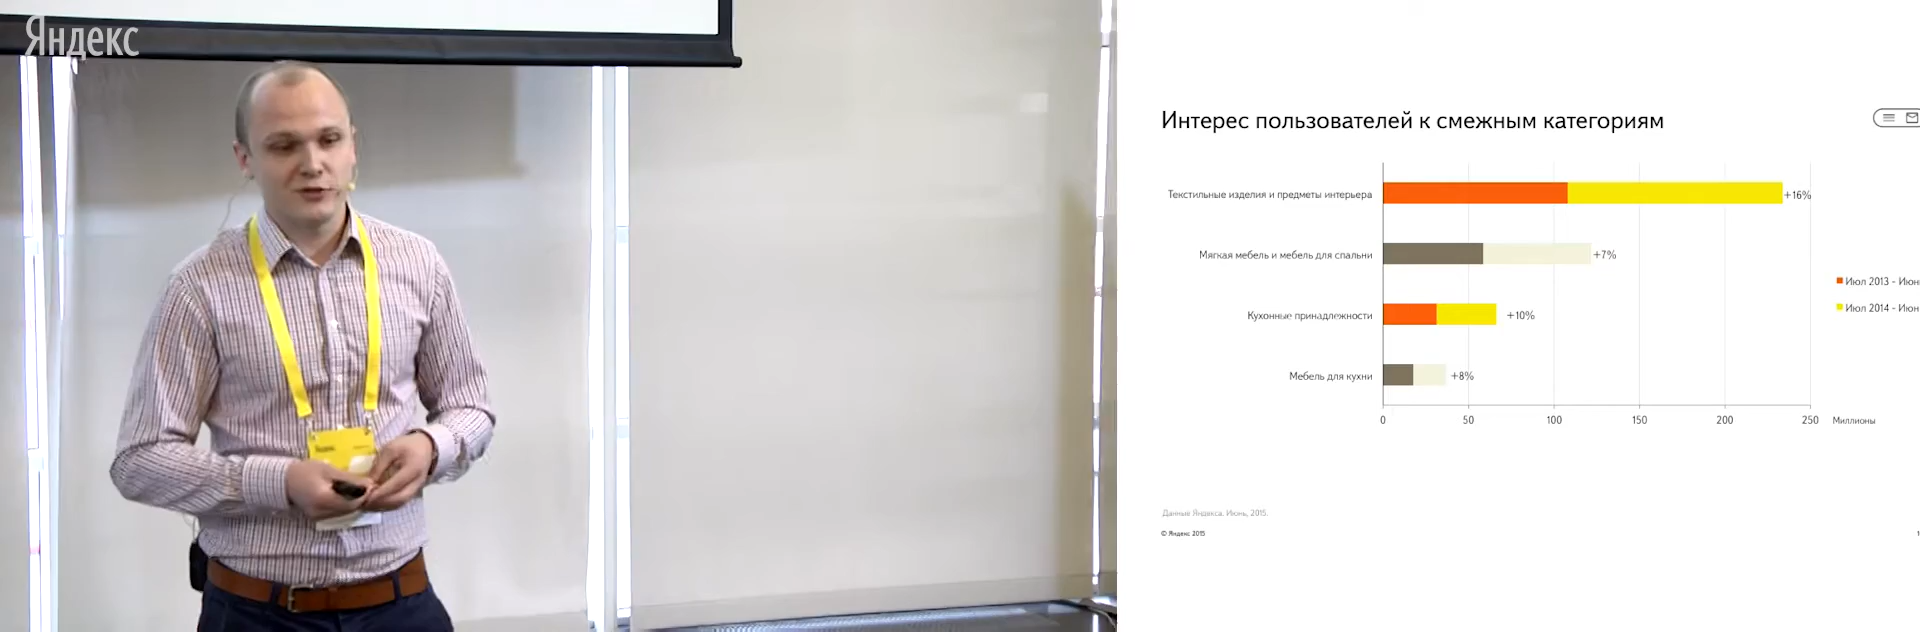 Яндекс
Интерес пользователей к смежным категориям
Текстильные изделия и предметы интерьера
+16%
Мягкая мебель и мебель для спальни
+7%
Июл 2013 - Июн
Июл 2014 - Июн
Кухонные принадлежности
+10%
Мебель для кухни
+8%
0 50 100 150 200 250 Миллионы
Данные Яндекса. Июнь, 2015.
© Яндекс 2015
1